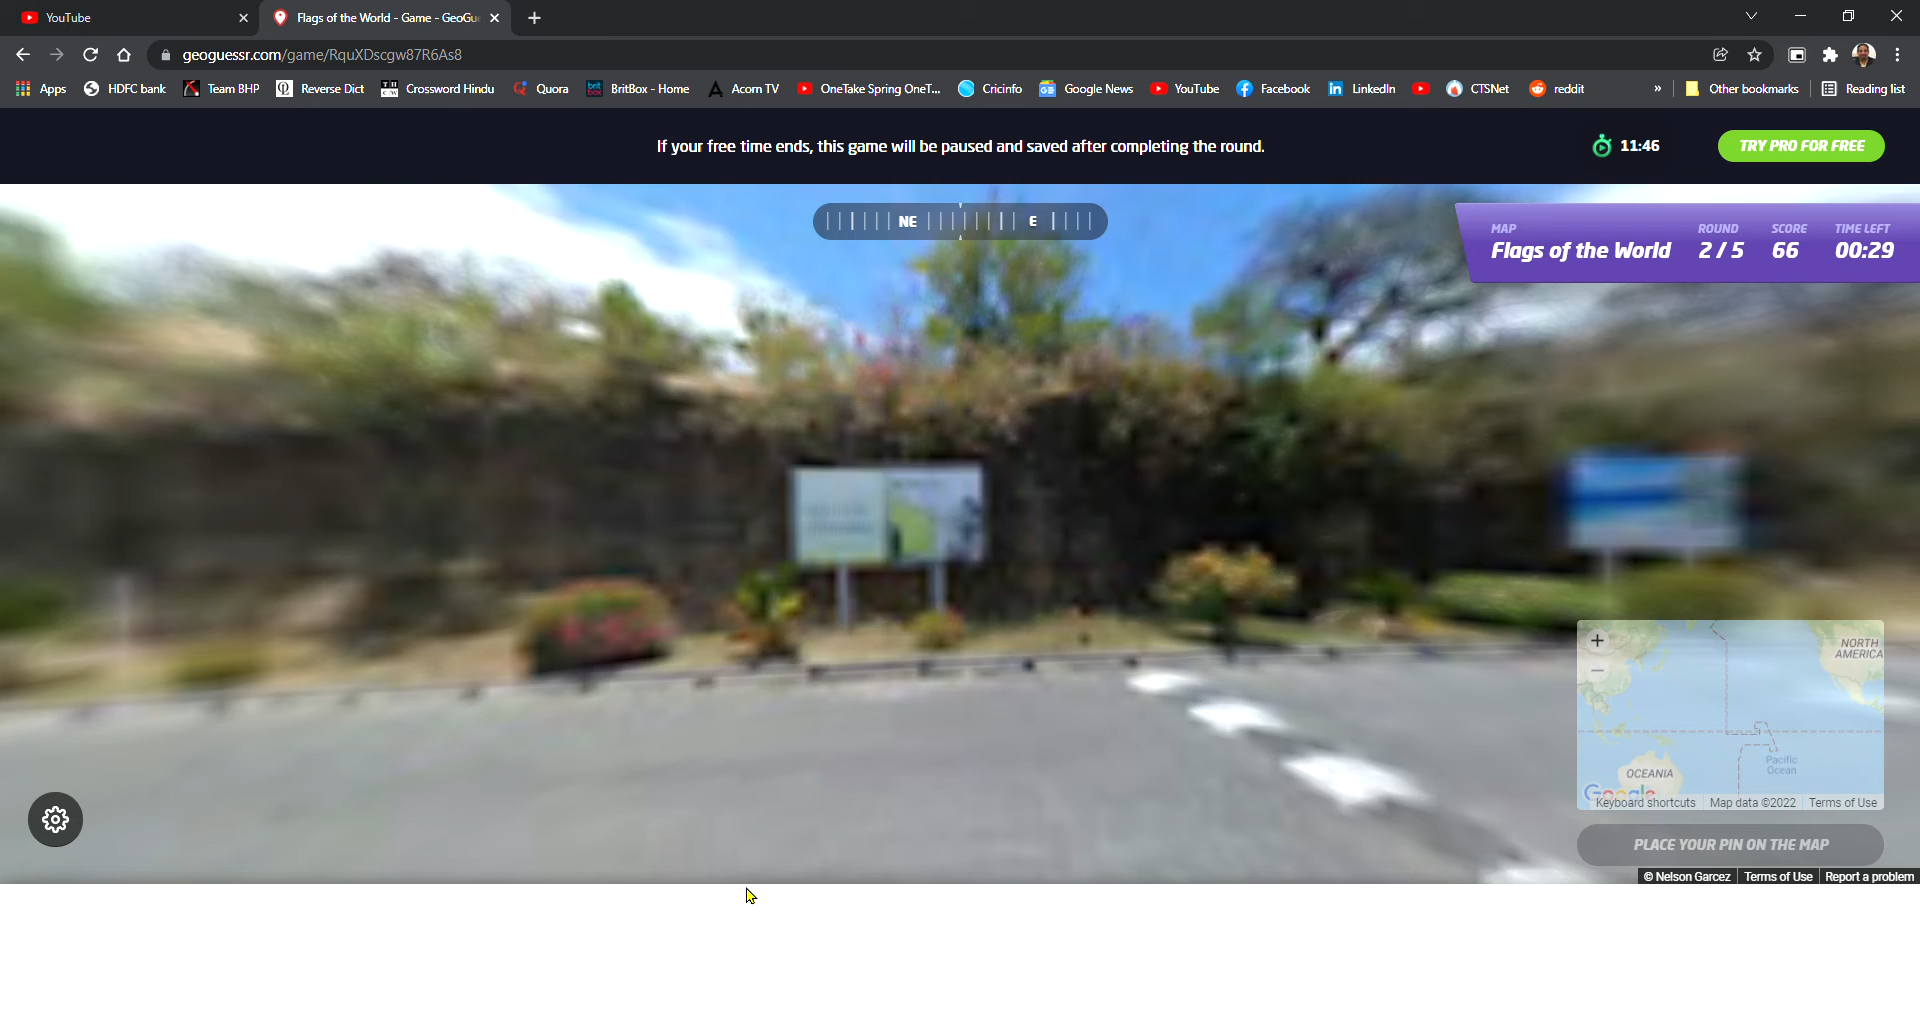 YouTube
Flags of the World - Game - GeoGue
geoguessr.com/game/RquXDscgw87R6As8
Apps
HDFC bank
Team BHP
Reverse Dict
Crossword Hindu
Quora
BritBox - Home
Acorn TV
OneTake Spring OneT...
Cricinfo
Google News
YouTube
Facebook
LinkedIn
CTSNet
reddit
»
Other bookmarks
Reading list
If your free time ends, this game will be paused and saved after completing the round.
11:46
TRY PRO FOR FREE
NE
E
MAP
Flags of the World
ROUND
2 / 5
SCORE
66
TIME LEFT
00:29
NORTH
AMERICA
Pacific
Ocean
OCEANIA
Google
Keyboard shortcuts
Map data ©2022
Terms of Use
PLACE YOUR PIN ON THE MAP
© Nelson Garcez
Terms of Use
Report a problem